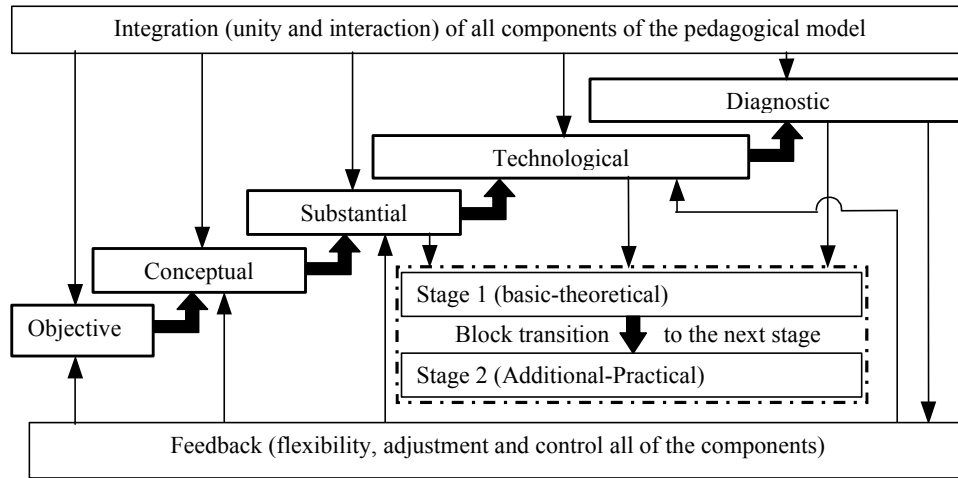 Integration (unity and interaction) of all components of the pedagogical model
Diagnostic
Technological
Substantial
Conceptual
Objective
Stage 1 (basic-theoretical)
Block transition to the next stage
Stage 2 (Additional-Practical)
Feedback (flexibility, adjustment and control all of the components)